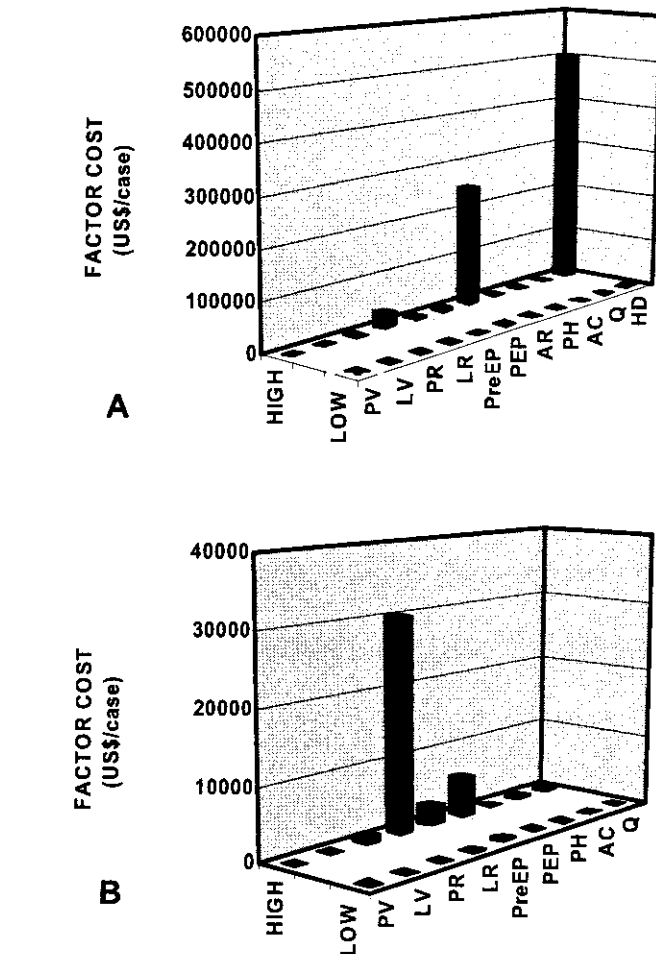 600000
500000
400000
300000
200000
100000
0
FACTOR COST
(US$/case)
HIGH
LOW
PV
LV
PR
LR
PreEP
PEP
AR
PH
AC
Q
HD
A
40000
30000
20000
10000
0
FACTOR COST
(US$/case)
HIGH
LOW
PV
LV
PR
LR
PreEP
PEP
PH
AC
Q
B